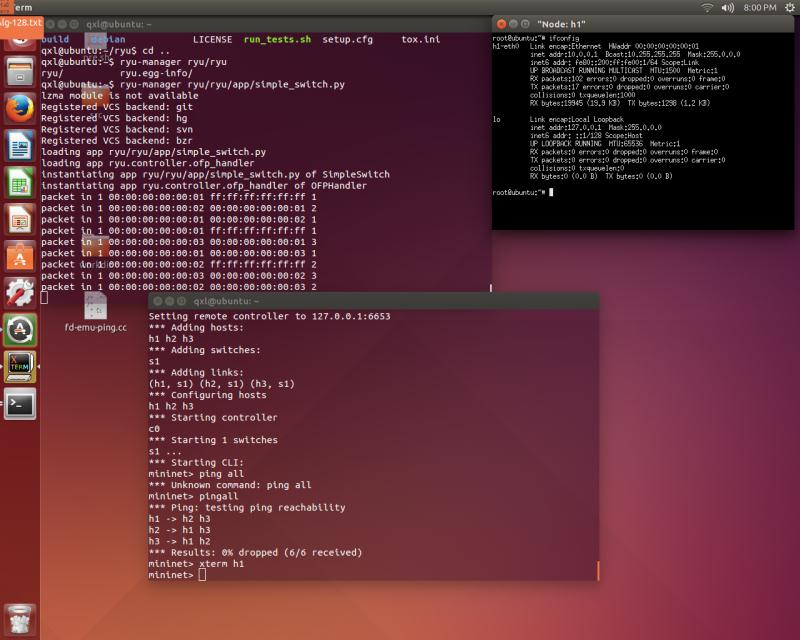 erm
8:00 PM
lg-128.txt
qxl@ubuntu: ~
build debian LICENSE run_tests.sh setup.cfg tox.ini
qxl@ubuntu:~/ryu$ cd ..
qxl@ubuntu:~$ ryu-manager ryu/ryu
ryu/ ryu.egg-info/
qxl@ubuntu:~$ ryu-manager ryu/ryu/app/simple_switch.py
lzma module is not available
Registered VCS backend: git
Registered VCS backend: hg
Registered VCS backend: svn
Registered VCS backend: bzr
loading app ryu/ryu/app/simple_switch.py
loading app ryu.controller.ofp_handler
instantiating app ryu/ryu/app/simple_switch.py of SimpleSwitch
instantiating app ryu.controller.ofp_handler of OFPHandler
packet in 1 00:00:00:00:00:01 ff:ff:ff:ff:ff:ff 1
packet in 1 00:00:00:00:00:02 00:00:00:00:00:01 2
packet in 1 00:00:00:00:00:01 00:00:00:00:00:02 1
packet in 1 00:00:00:00:00:01 ff:ff:ff:ff:ff:ff 1
packet in 1 00:00:00:00:00:03 00:00:00:00:00:01 3
packet in 1 00:00:00:00:00:01 00:00:00:00:00:03 1
packet in 1 00:00:00:00:00:02 ff:ff:ff:ff:ff:ff 2
packet in 1 00:00:00:00:00:03 00:00:00:00:00:02 3
packet in 1 00:00:00:00:00:02 00:00:00:00:00:03 2
fd-emu-ping.cc
"Node: h1"
root@ubuntu:~# ifconfig
h1-eth0 Link encap:Ethernet HWaddr 00:00:00:00:00:01
inet addr:10.0.0.1 Bcast:10.255.255.255 Mask:255.0.0.0
inet6 addr: fe80::200:ff:fe00:1/64 Scope:Link
UP BROADCAST RUNNING MULTICAST MTU:1500 Metric:1
RX packets:102 errors:0 dropped:0 overruns:0 frame:0
TX packets:17 errors:0 dropped:0 overruns:0 carrier:0
collisions:0 txqueuelen:1000
RX bytes:19945 (19.9 KB) TX bytes:1298 (1.2 KB)
lo Link encap:Local Loopback
inet addr:127.0.0.1 Mask:255.0.0.0
inet6 addr: ::1/128 Scope:Host
UP LOOPBACK RUNNING MTU:65536 Metric:1
RX packets:0 errors:0 dropped:0 overruns:0 frame:0
TX packets:0 errors:0 dropped:0 overruns:0 carrier:0
collisions:0 txqueuelen:0
RX bytes:0 (0.0 B) TX bytes:0 (0.0 B)
root@ubuntu:~#
qxl@ubuntu: ~
Setting remote controller to 127.0.0.1:6653
*** Adding hosts:
h1 h2 h3
*** Adding switches:
s1
*** Adding links:
(h1, s1) (h2, s1) (h3, s1)
*** Configuring hosts
h1 h2 h3
*** Starting controller
c0
*** Starting 1 switches
s1 ...
*** Starting CLI:
mininet> ping all
*** Unknown command: ping all
mininet> pingall
*** Ping: testing ping reachability
h1 -> h2 h3
h2 -> h1 h3
h3 -> h1 h2
*** Results: 0% dropped (6/6 received)
mininet> xterm h1
mininet>